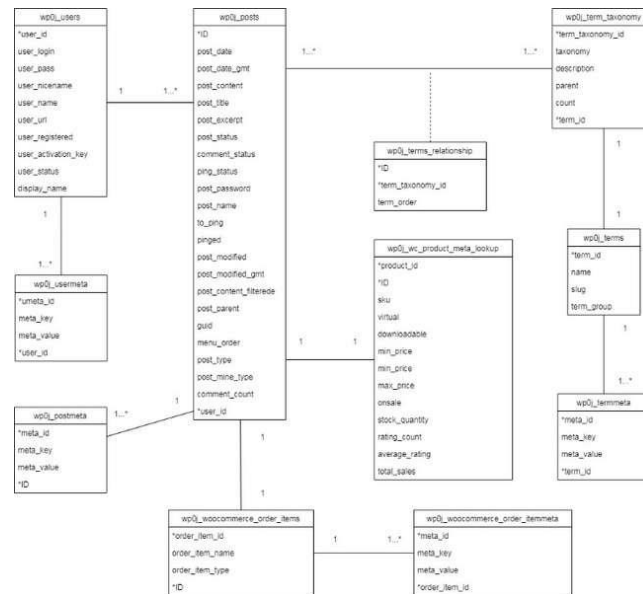 wp0j_users
*user_id
user_login
user_pass
user_nicename
user_name
user_url
user_registered
user_activation_key
user_status
display_name
1
1...*
1
1...*
wp0j_usermeta
*umeta_id
meta_key
meta_value
*user_id
wp0j_posts
*ID
post_date
post_date_gmt
post_content
post_title
post_excerpt
post_status
comment_status
ping_status
post_password
post_name
to_ping
pinged
post_modified
post_modified_gmt
post_content_filterede
post_parent
guid
menu_order
post_type
post_mine_type
comment_count
*user_id
1...*
1...*
wp0j_term_taxonomy
*term_taxonomy_id
taxonomy
description
parent
count
*term_id
wp0j_terms_relationship
*ID
*term_taxonomy_id
term_order
1
1
wp0j_terms
*term_id
name
slug
term_group
1
1...*
wp0j_termmeta
*meta_id
meta_key
meta_value
*term_id
wp0j_wc_product_meta_lookup
*product_id
*ID
sku
virtual
downloadable
min_price
min_price
max_price
onsale
stock_quantity
rating_count
average_rating
total_sales
1
1
wp0j_postmeta
*meta_id
meta_key
meta_value
*ID
1...*
1
1
1
wp0j_woocommerce_order_items
*order_item_id
order_item_name
order_item_type
*ID
1
1...*
wp0j_woocommerce_order_itemmeta
*meta_id
meta_key
meta_value
*order_item_id